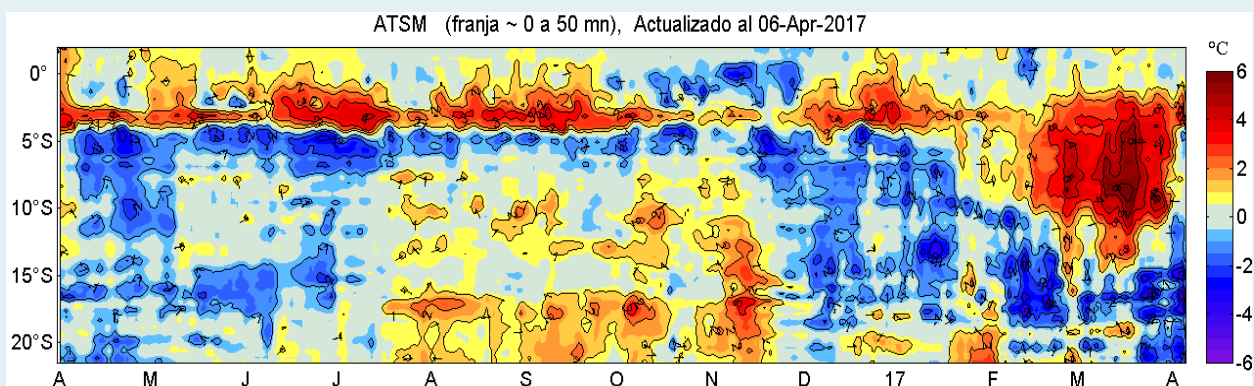 ATSM (franja ~ 0 a 50 mn), Actualizado al 06-Apr-2017
°C
0°
5°S
10°S
15°S
20°S
6
4
2
0
-2
-4
-6
A M J J A S O N D 17 F M A